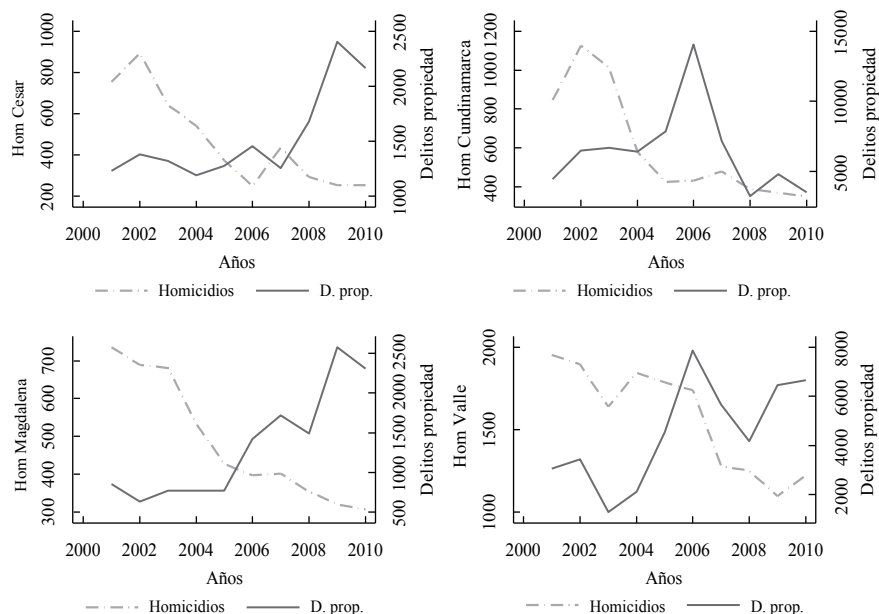 Hom Cesar
1000
800
600
400
200
Delitos propiedad
2500
2000
1500
1000
2000 2002 2004 2006 2008 2010
Años
Homicidios D. prop.
Hom Cundinamarca
1200
1000
800
600
400
Delitos propiedad
15000
10000
5000
2000 2002 2004 2006 2008 2010
Años
Homicidios D. prop.
Hom Magdalena
700
600
500
400
300
Delitos propiedad
2500
2000
1500
1000
500
2000 2002 2004 2006 2008 2010
Años
Homicidios D. prop.
Hom Valle
2000
1500
1000
Delitos propiedad
8000
6000
4000
2000
2000 2002 2004 2006 2008 2010
Años
Homicidios D. prop.